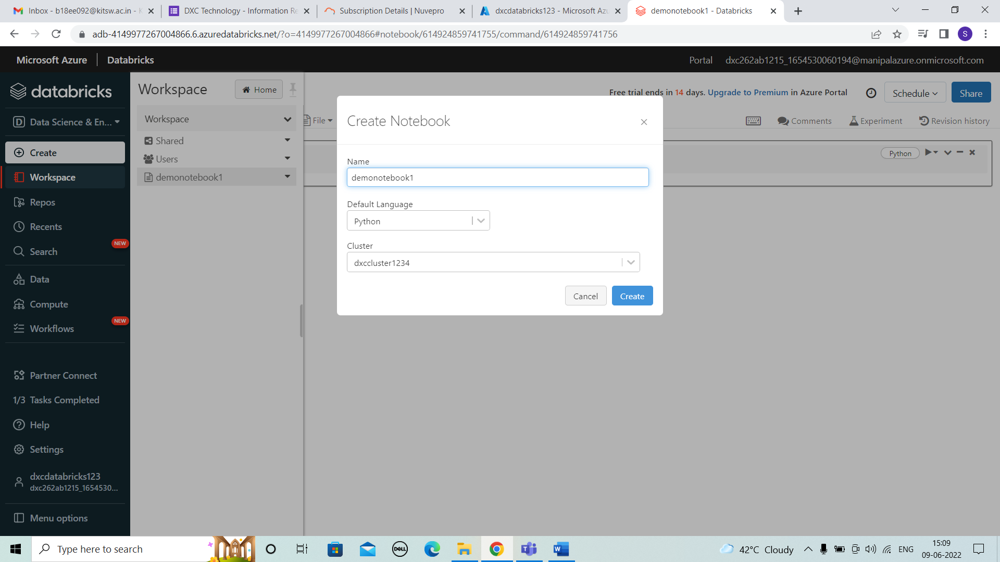 Inbox - b18ee092@kitsw.ac.in - K
DXC Technology - Information Re
Subscription Details | Nuvepro
dxcdatabricks123 - Microsoft Azu
demonotebook1 - Databricks
adb-4149977267004866.6.azuredatabricks.net/?o=4149977267004866#notebook/614924859741755/command/614924859741756
S
Microsoft Azure
Databricks
Portal
dxc262ab1215_1654530060194@manipalazure.onmicrosoft.com
databricks
D Data Science & En...
Create
Workspace
Repos
Recents
NEW
Search
Data
Compute
NEW
Workflows
Partner Connect
1/3 Tasks Completed
Help
Settings
dxcdatabricks123
dxc262ab1215_1654530...
Menu options
Workspace
Home
Workspace
Shared
Users
demonotebook1
Free trial ends in 14 days. Upgrade to Premium in Azure Portal
Schedule
Share
File
Comments
Experiment
Revision history
Python
Create Notebook
Name
demonotebook1
Default Language
Python
Cluster
dxccluster1234
Cancel
Create
Type here to search
DELL
T
W
42°C Cloudy
ENG
15:09
09-06-2022